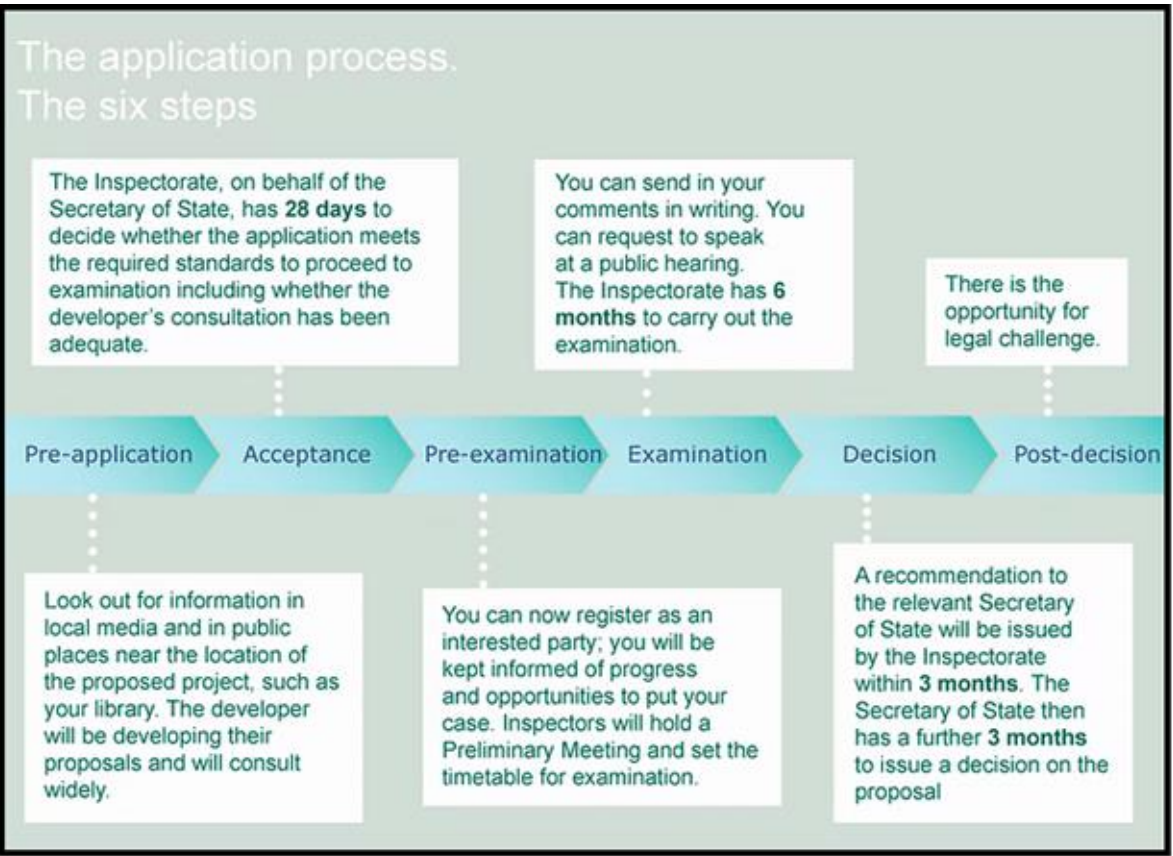 The application process.
The six steps
The Inspectorate, on behalf of the
Secretary of State, has 28 days to
decide whether the application meets
the required standards to proceed to
examination including whether the
developer's consultation has been
adequate.
You can send in your
comments in writing. You
can request to speak
at a public hearing.
The Inspectorate has 6
months to carry out the
examination.
There is the
opportunity for
legal challenge.
Pre-application
Acceptance
Pre-examination
Examination
Decision
Post-decision
Look out for information in
local media and in public
places near the location of
the proposed project, such as
your library. The developer
will be developing their
proposals and will consult
widely.
You can now register as an
interested party; you will be
kept informed of progress
and opportunities to put your
case. Inspectors will hold a
Preliminary Meeting and set the
timetable for examination.
A recommendation to
the relevant Secretary
of State will be issued
by the Inspectorate
within 3 months. The
Secretary of State then
has a further 3 months
to issue a decision on the
proposal